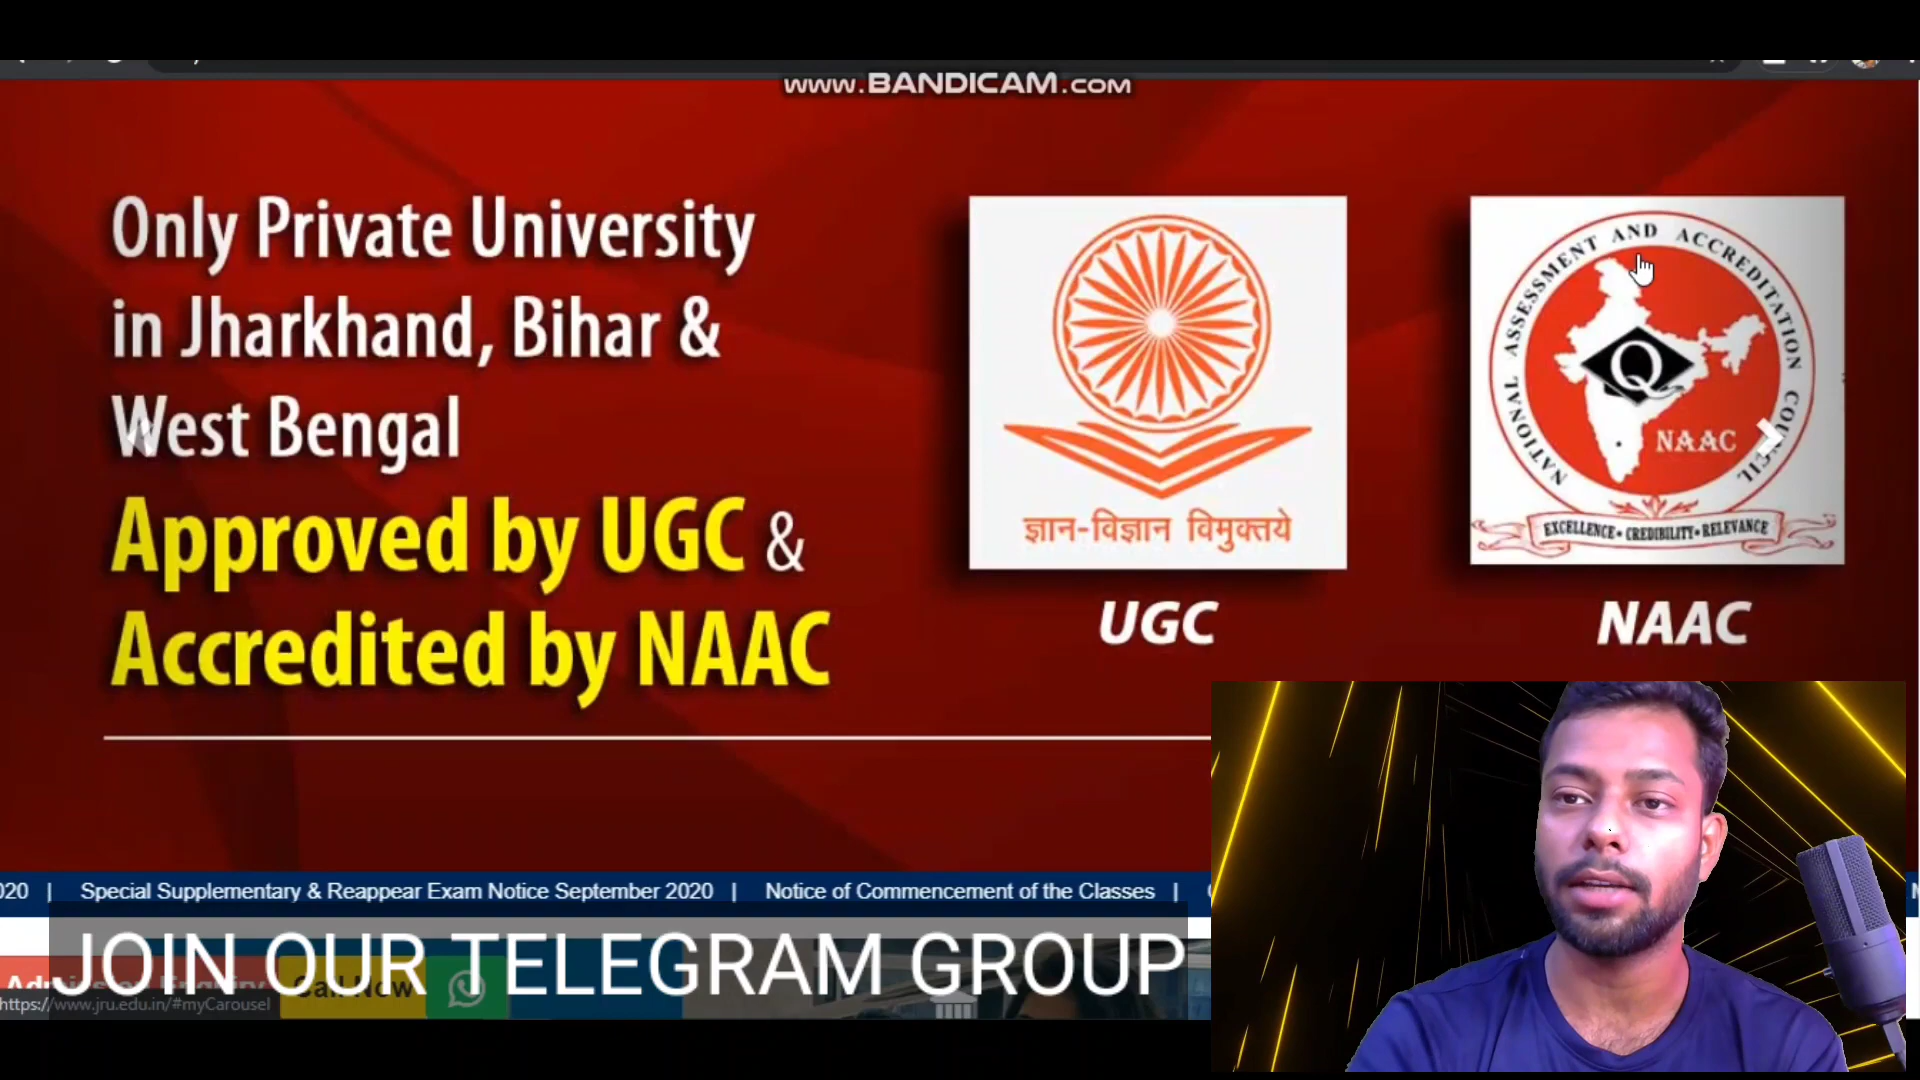 www.BANDICAM.com
Only Private University
in Jharkhand, Bihar &
West Bengal
Approved by UGC &
Accredited by NAAC
ज्ञान-विज्ञान विमुक्तये
UGC
NATIONAL ASSESSMENT AND ACCREDITATION COUNCIL
Q
NAAC
EXCELLENCE • CREDIBILITY • RELEVANCE
NAAC
020 | Special Supplementary & Reappear Exam Notice September 2020 | Notice of Commencement of the Classes |
JOIN OUR TELEGRAM GROUP
Call Now
https://www.jru.edu.in/#myCarousel